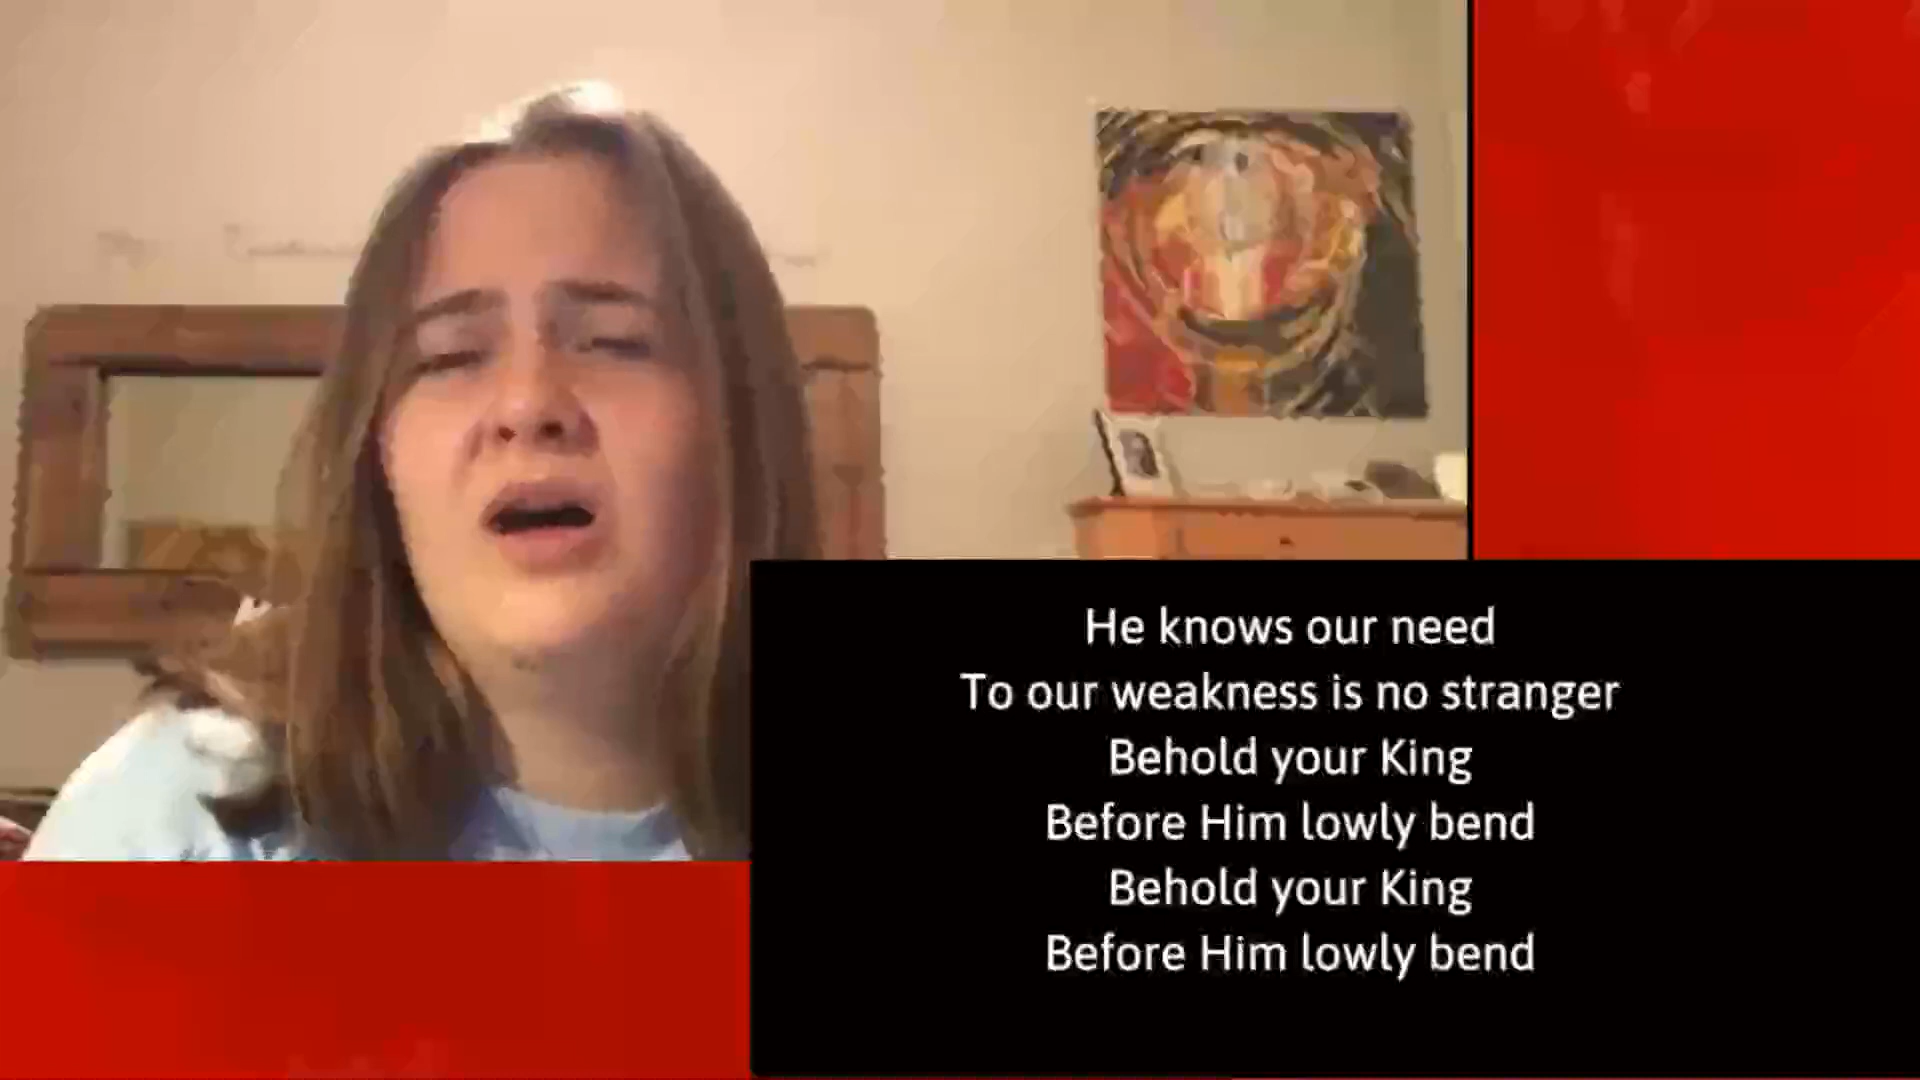 He knows our need
To our weakness is no stranger
Behold your King
Before Him lowly bend
Behold your King
Before Him lowly bend